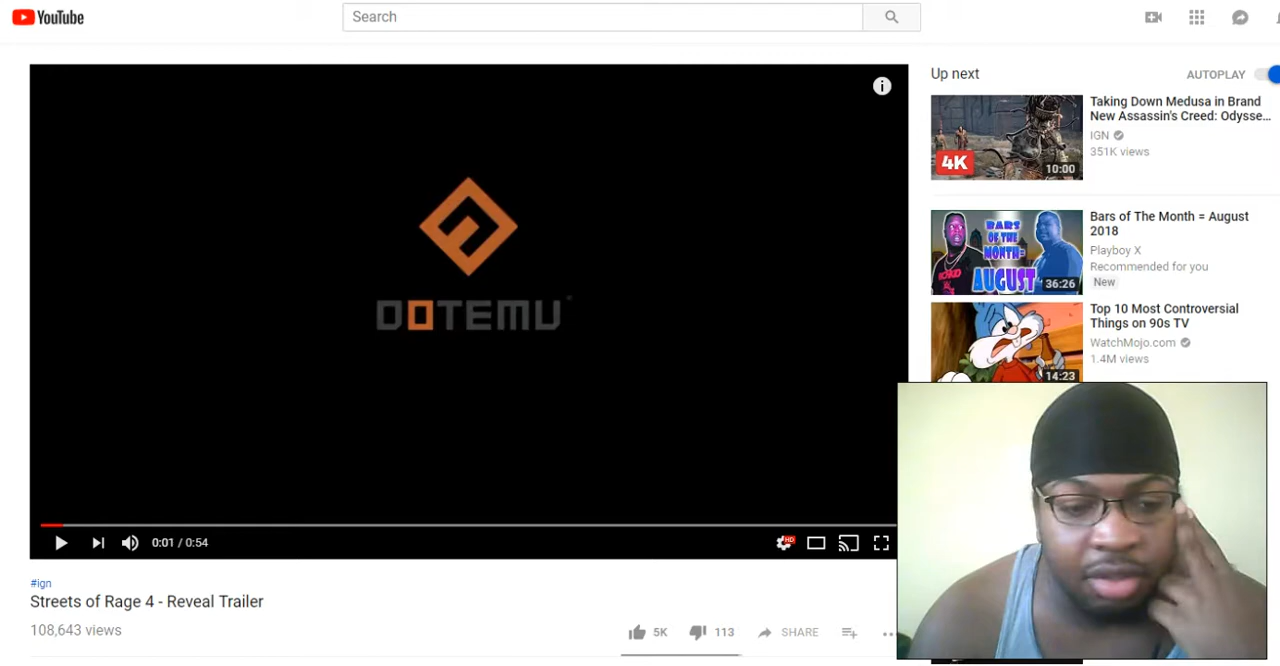 YouTube
Search
DOTEMU
0:01 / 0:54
HD
#ign
Streets of Rage 4 - Reveal Trailer
108,643 views
5K
113
SHARE
Up next
AUTOPLAY
4K
10:00
Taking Down Medusa in Brand
New Assassin's Creed: Odysse...
IGN
351K views
BARS
OF THE
MONTH
AUGUST
36:26
Bars of The Month = August
2018
Playboy X
Recommended for you
New
14:23
Top 10 Most Controversial
Things on 90s TV
WatchMojo.com
1.4M views